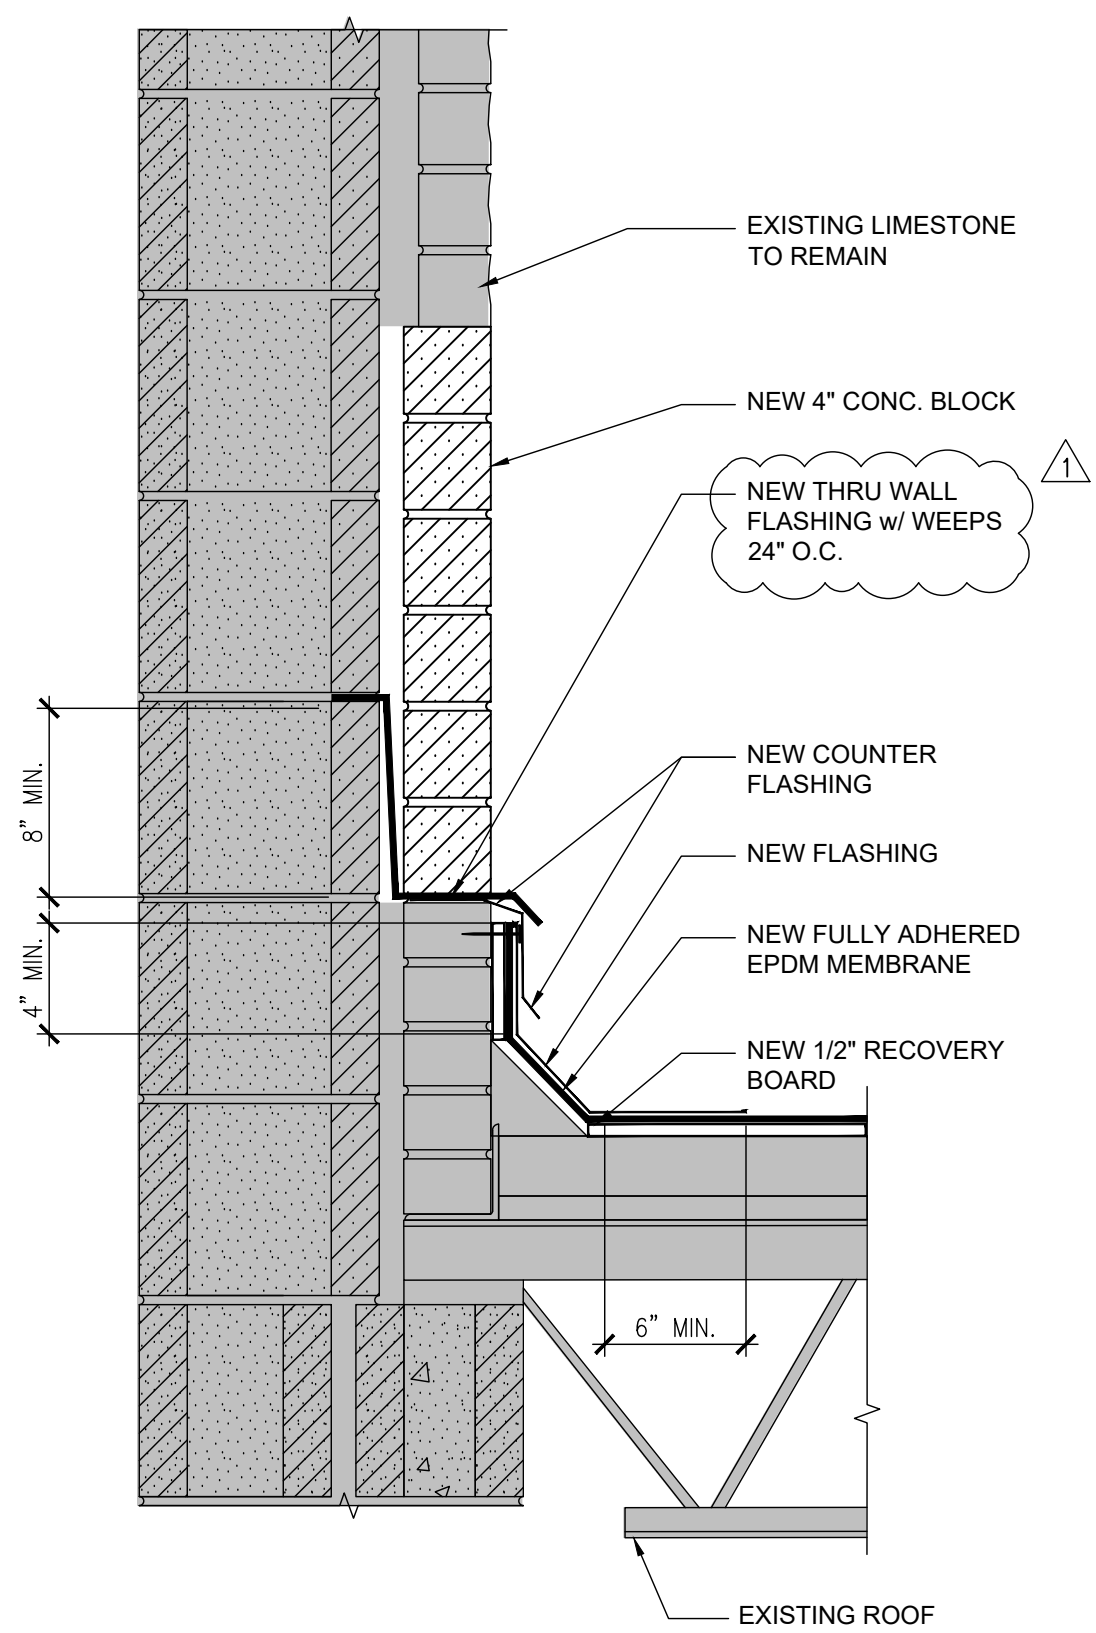 EXISTING LIMESTONE
TO REMAIN
NEW 4" CONC. BLOCK
1
NEW THRU WALL
FLASHING w/ WEEPS
24" O.C.
8" MIN.
NEW COUNTER
FLASHING
NEW FLASHING
4" MIN.
NEW FULLY ADHERED
EPDM MEMBRANE
NEW 1/2" RECOVERY
BOARD
6" MIN.
EXISTING ROOF